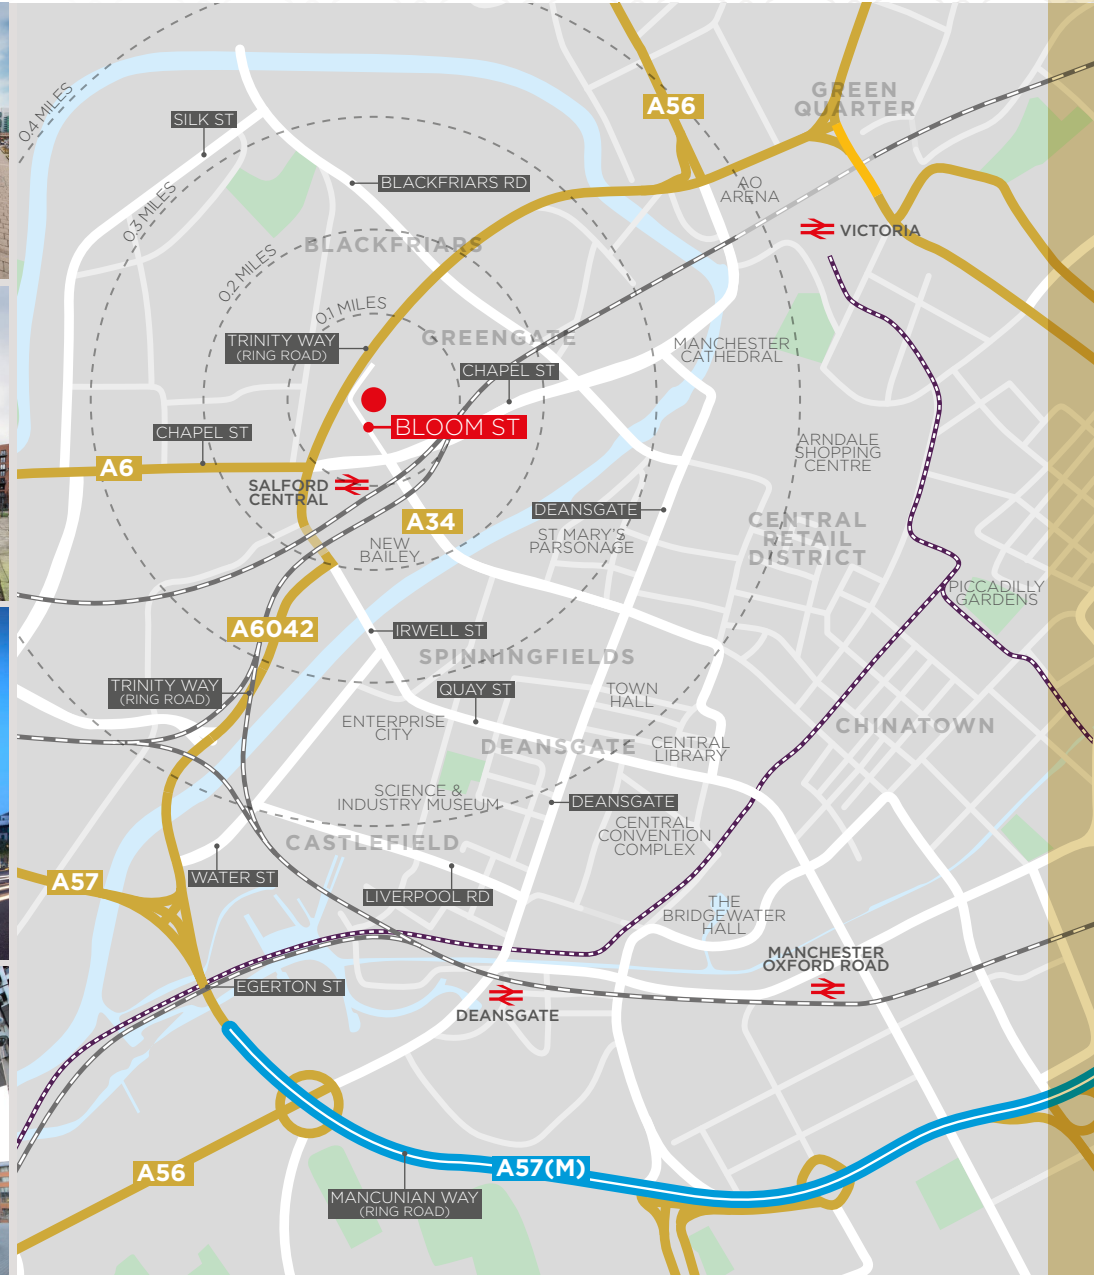 GREEN
QUARTER
A56
0.4 MILES
SILK ST
BLACKFRIARS RD
AO
ARENA
0.3 MILES
VICTORIA
BLACKFRIARS
0.2 MILES
0.1 MILES
TRINITY WAY
(RING ROAD)
GREENGATE
MANCHESTER
CATHEDRAL
CHAPEL ST
BLOOM ST
CHAPEL ST
ARNDALE
SHOPPING
CENTRE
A6
SALFORD
CENTRAL
A34
DEANSGATE
CENTRAL
RETAIL
DISTRICT
ST MARY'S
PARSONAGE
NEW
BAILEY
PICCADILLY
GARDENS
A6042
IRWELL ST
SPINNINGFIELDS
TRINITY WAY
(RING ROAD)
QUAY ST
TOWN
HALL
ENTERPRISE
CITY
CHINATOWN
DEANSGATE
CENTRAL
LIBRARY
SCIENCE &
INDUSTRY MUSEUM
DEANSGATE
CENTRAL
CONVENTION
COMPLEX
CASTLEFIELD
A57
WATER ST
LIVERPOOL RD
THE
BRIDGEWATER
HALL
MANCHESTER
OXFORD ROAD
EGERTON ST
DEANSGATE
A56
A57(M)
MANCUNIAN WAY
(RING ROAD)